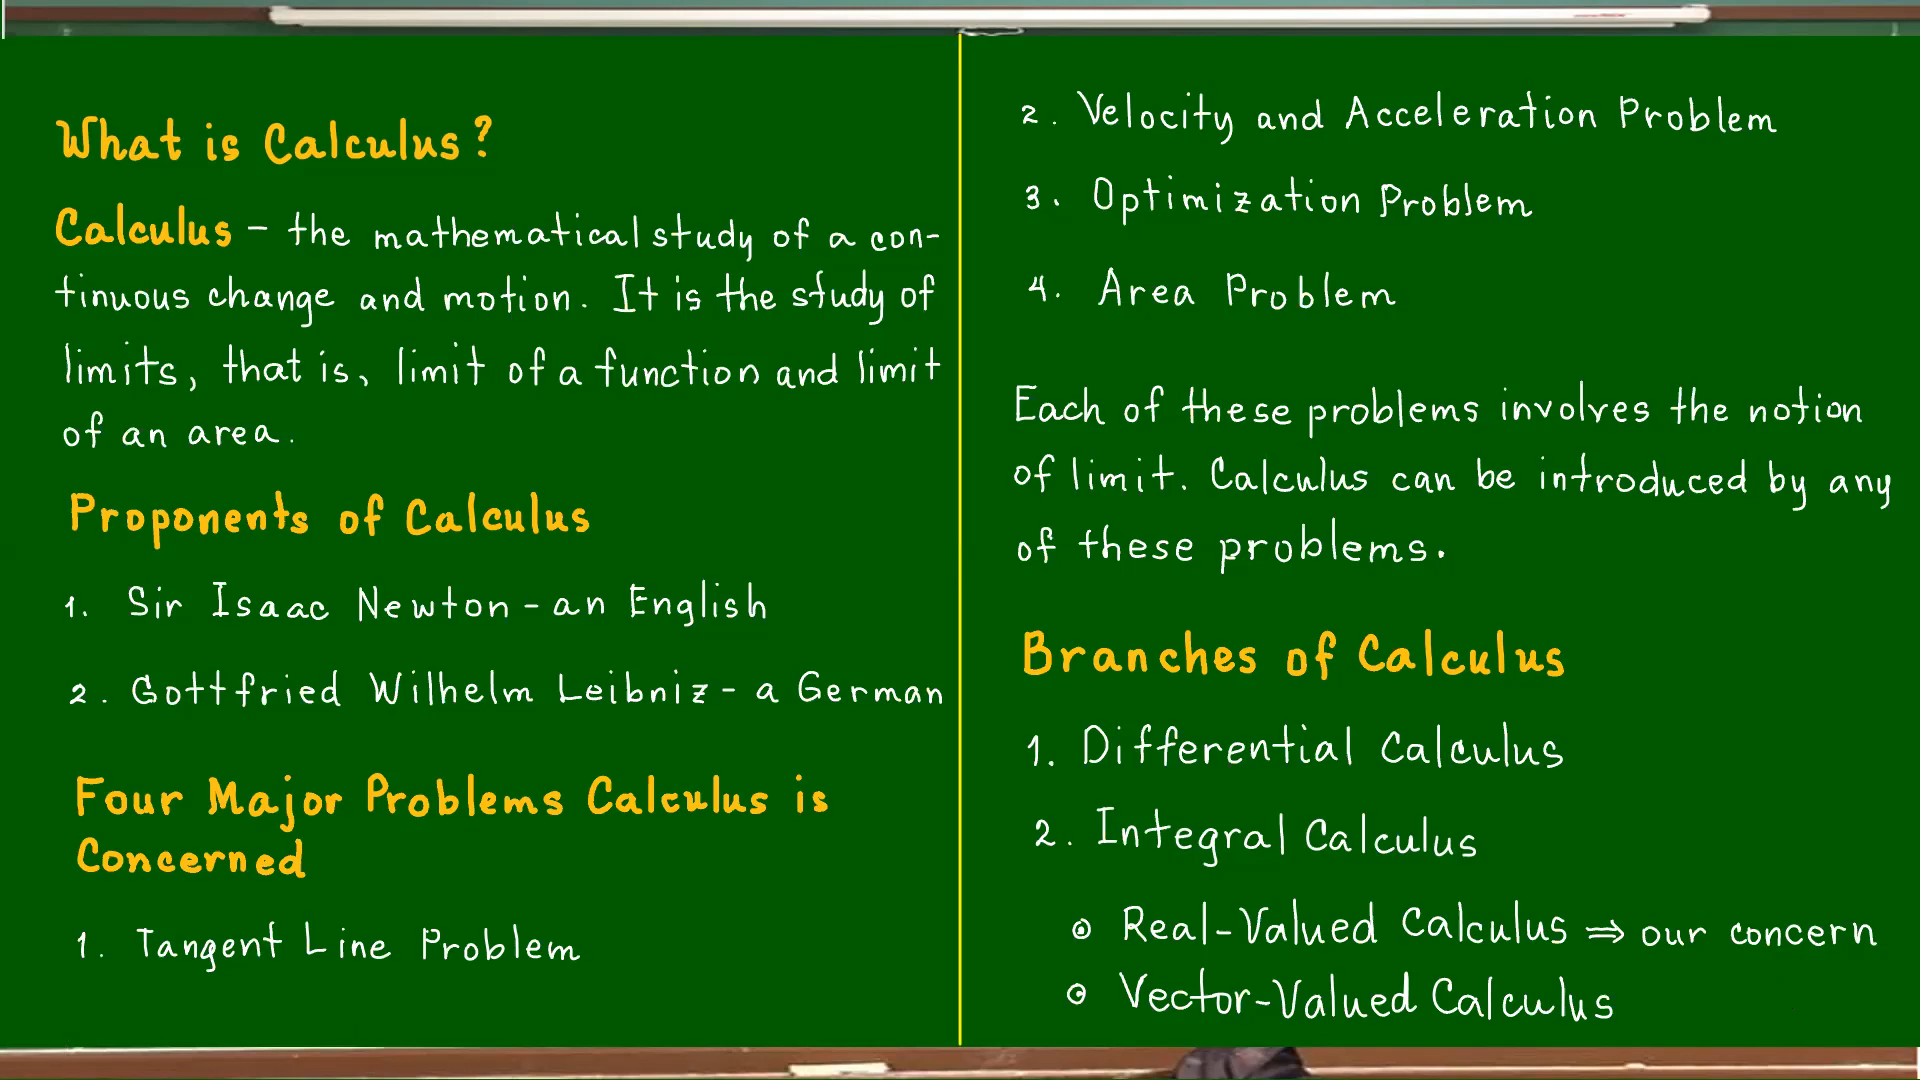 What is Calculus?
Calculus - the mathematical study of a con-
tinuous change and motion. It is the study of
limits, that is, limit of a function and limit
of an area.
Proponents of Calculus
1. Sir Isaac Newton - an English
2. Gottfried Wilhelm Leibniz - a German
Four Major Problems Calculus is
Concerned
1. Tangent Line Problem
2. Velocity and Acceleration Problem
3. Optimization Problem
4. Area Problem
Each of these problems involves the notion
of limit. Calculus can be introduced by any
of these problems.
Branches of Calculus
1. Differential Calculus
2. Integral Calculus
⊙ Real-Valued Calculus ⇒ our concern
⊙ Vector-Valued Calculus